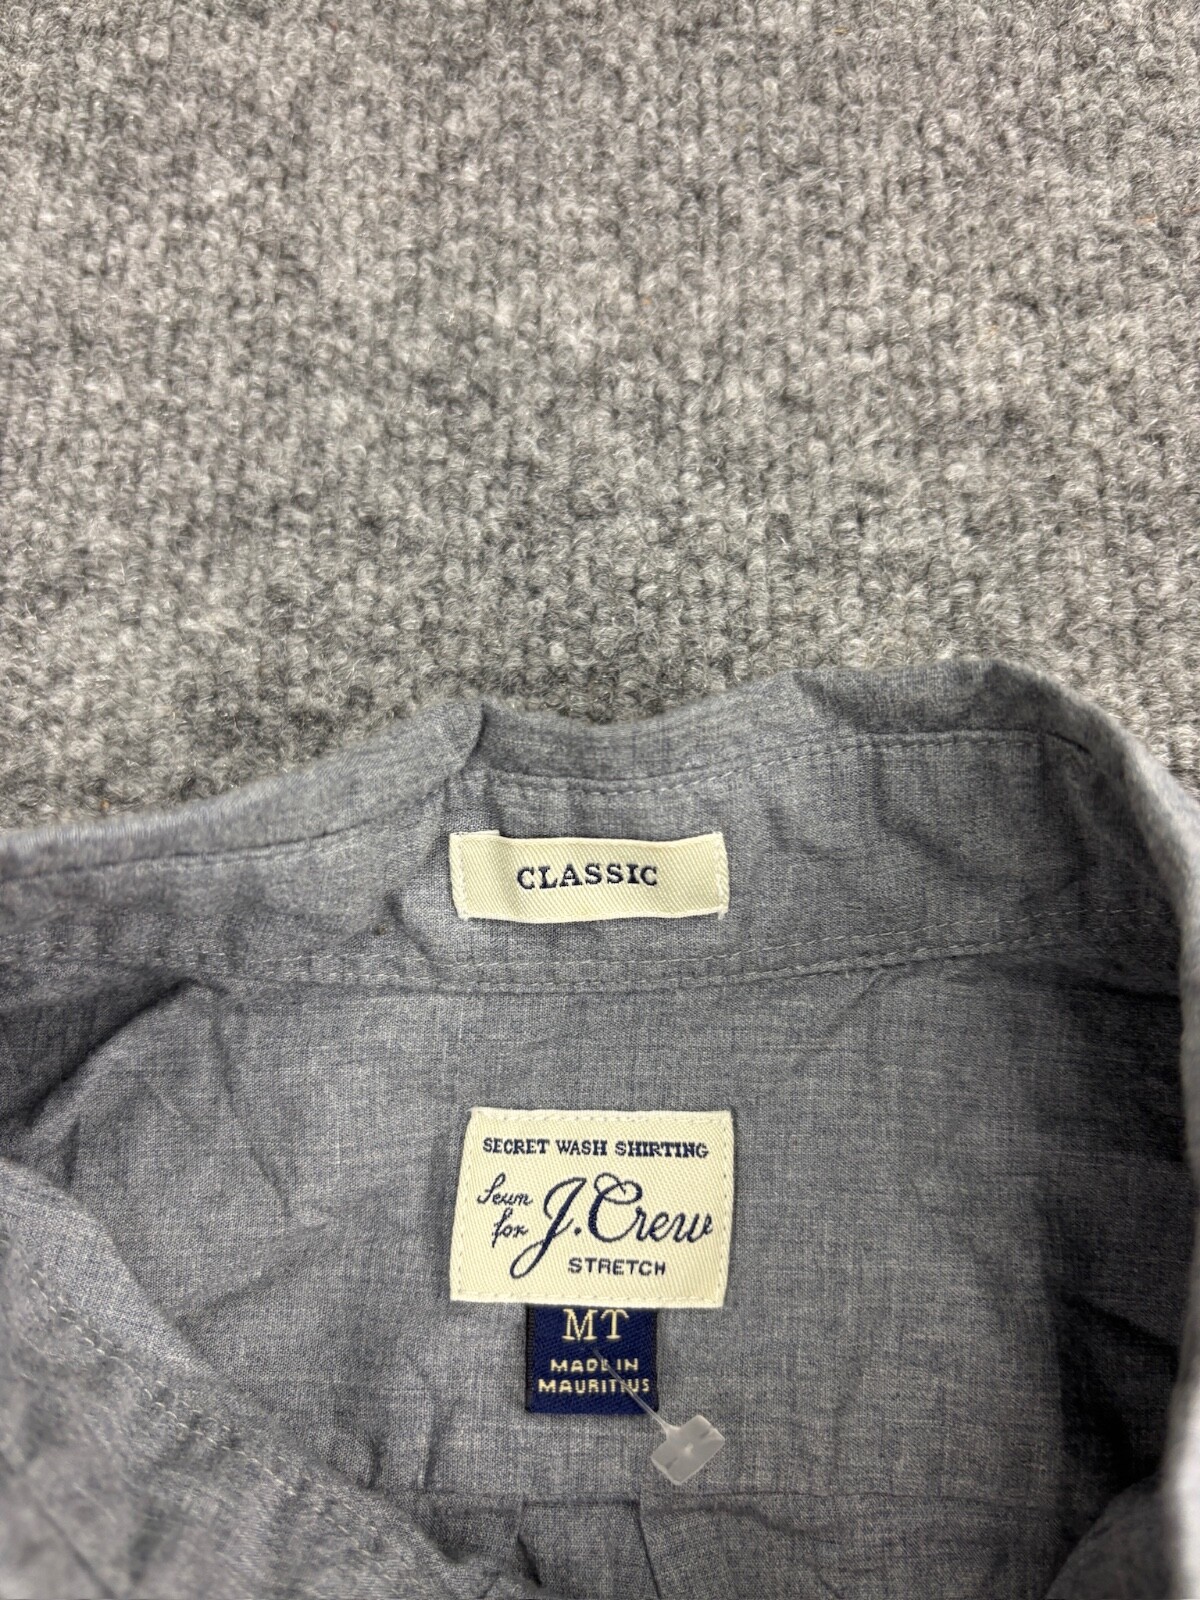 CLASSIC
SECRET WASH SHIRTING
Sewn
for J.Crew
STRETCH
MT
MADE IN
MAURITIUS